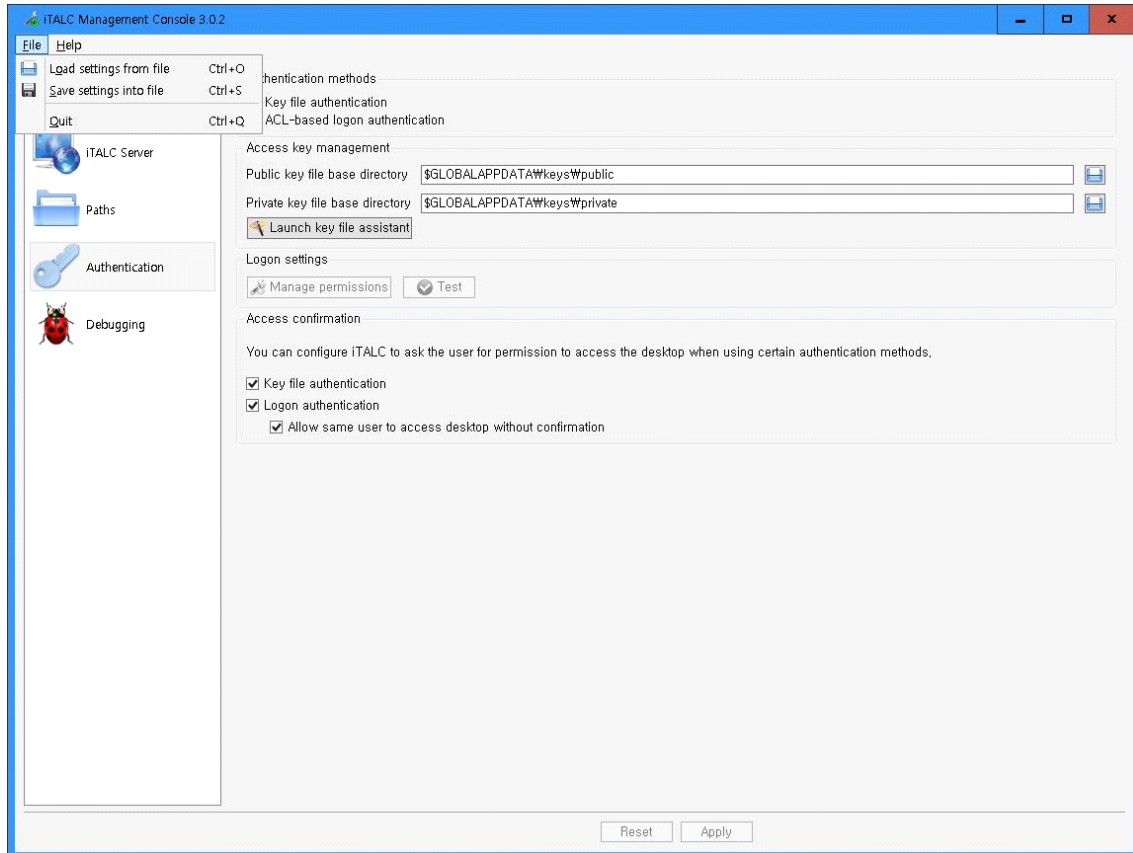 iTALC Management Console 3.0.2
File Help
Load settings from file Ctrl+O
Save settings into file Ctrl+S
Quit Ctrl+Q
thentication methods
Key file authentication
ACL-based logon authentication
iTALC Server
Paths
Authentication
Debugging
Access key management
Public key file base directory $GLOBALAPPDATA₩keys₩public
Private key file base directory $GLOBALAPPDATA₩keys₩private
Launch key file assistant
Logon settings
Manage permissions Test
Access confirmation
You can configure iTALC to ask the user for permission to access the desktop when using certain authentication methods.
Key file authentication
Logon authentication
Allow same user to access desktop without confirmation
Reset Apply